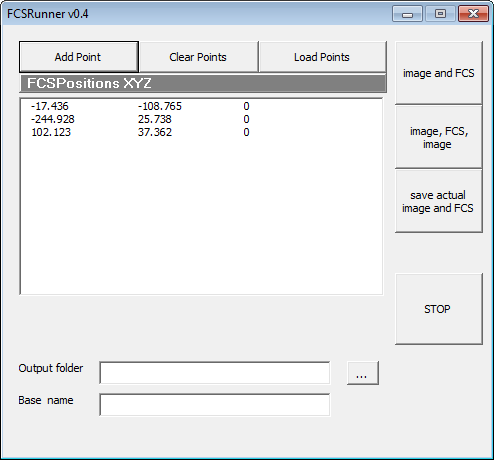 FCSRunner v0.4
Add Point Clear Points Load Points
FCSPositions XYZ
-17.436 -108.765 0
-244.928 25.738 0
102.123 37.362 0
image and FCS
image, FCS,
image
save actual
image and FCS
STOP
Output folder ...
Base name